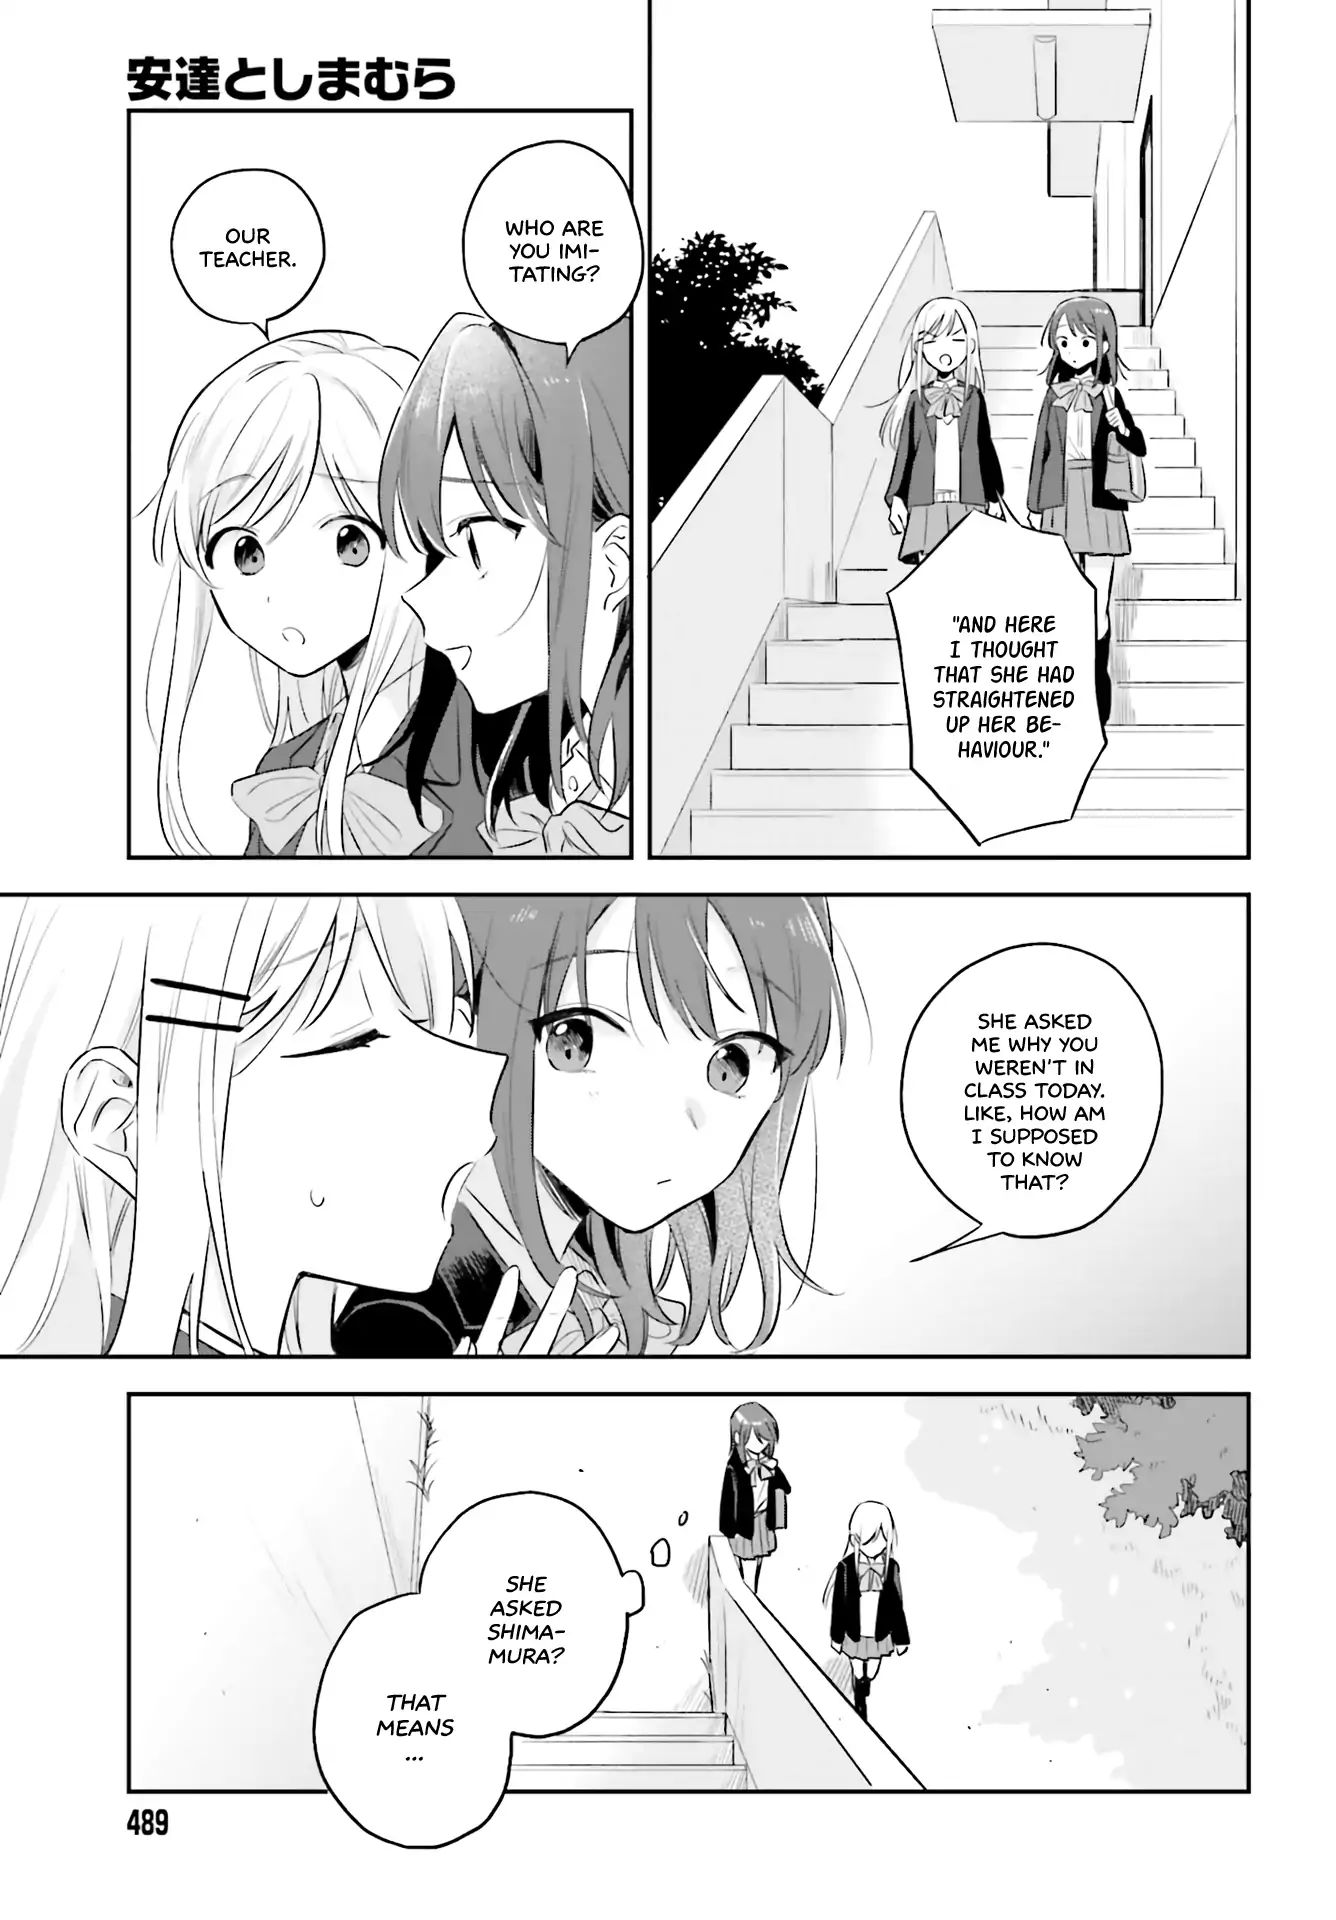 安達としまむら
"AND HERE
I THOUGHT
THAT SHE HAD
STRAIGHTENED
UP HER BE-
HAVIOUR."
WHO ARE
YOU IMI-
TATING?
OUR
TEACHER.
SHE ASKED
ME WHY YOU
WEREN'T IN
CLASS TODAY.
LIKE, HOW AM
I SUPPOSED
TO KNOW
THAT?
SHE
ASKED
SHIMA-
MURA?
THAT
MEANS
...
489